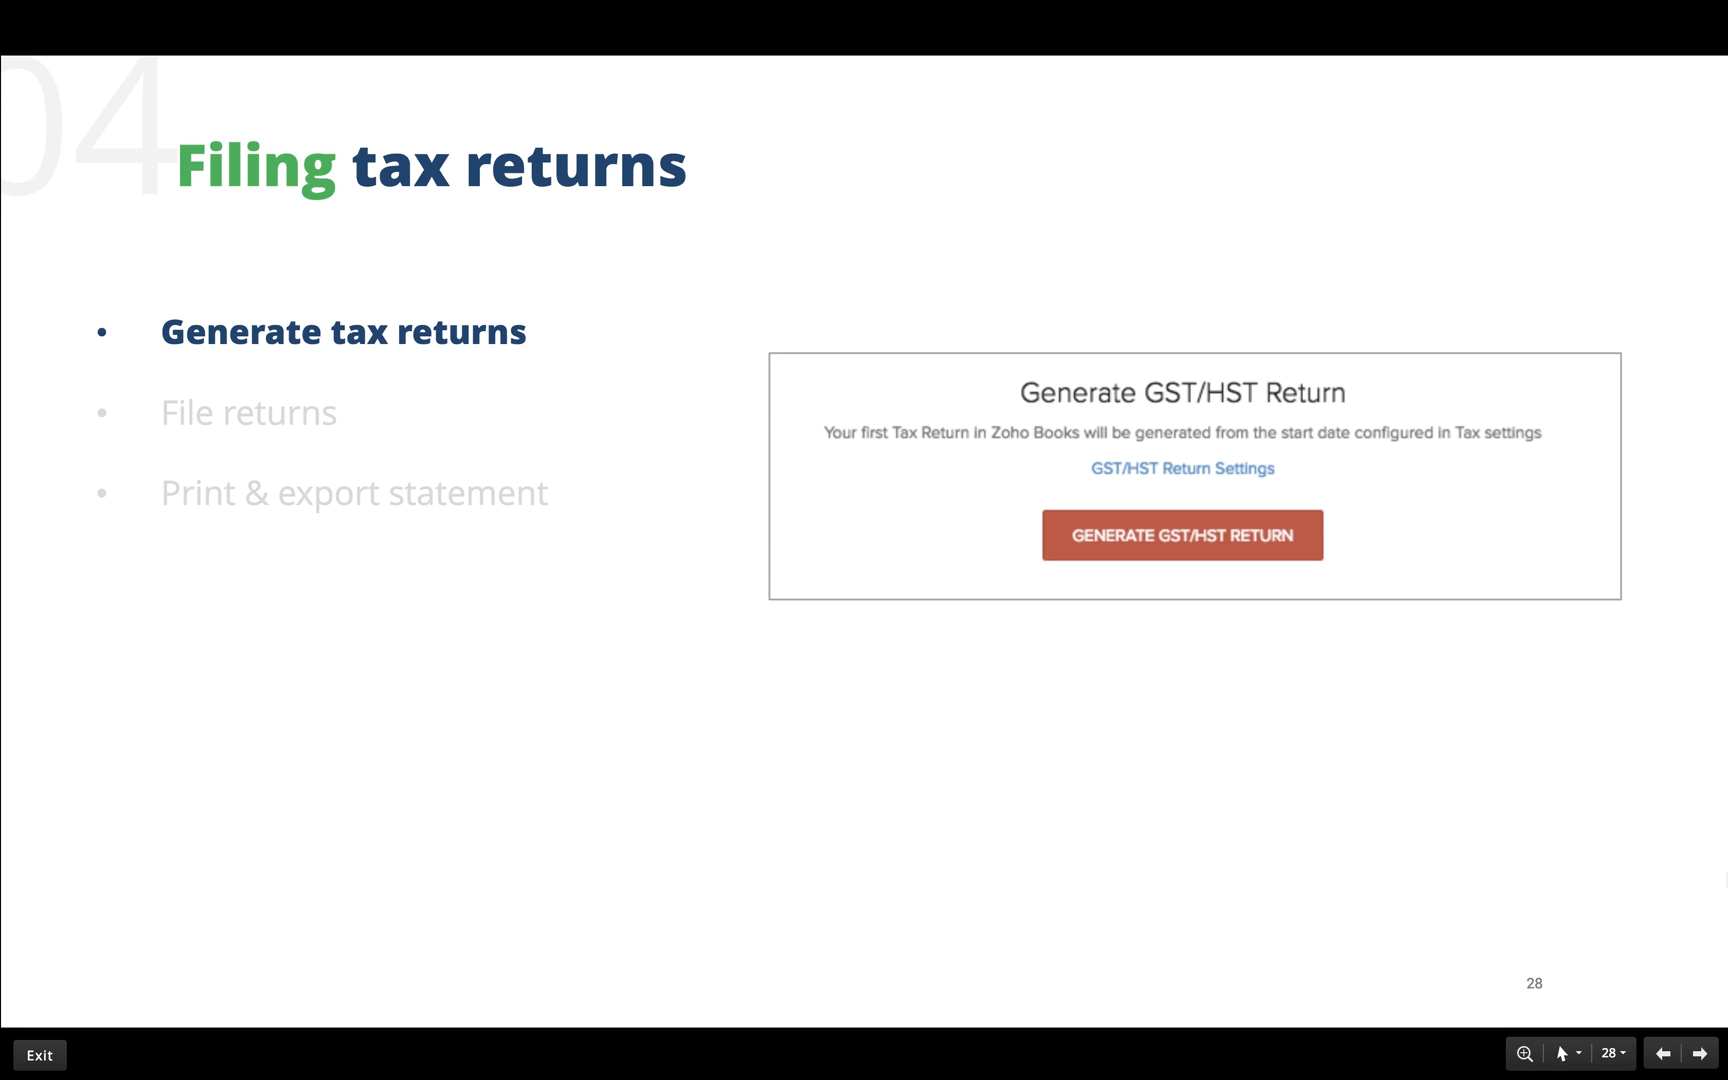 04
Filing tax returns
• Generate tax returns
• File returns
• Print & export statement
Generate GST/HST Return
Your first Tax Return in Zoho Books will be generated from the start date configured in Tax settings
GST/HST Return Settings
GENERATE GST/HST RETURN
28
Exit
28